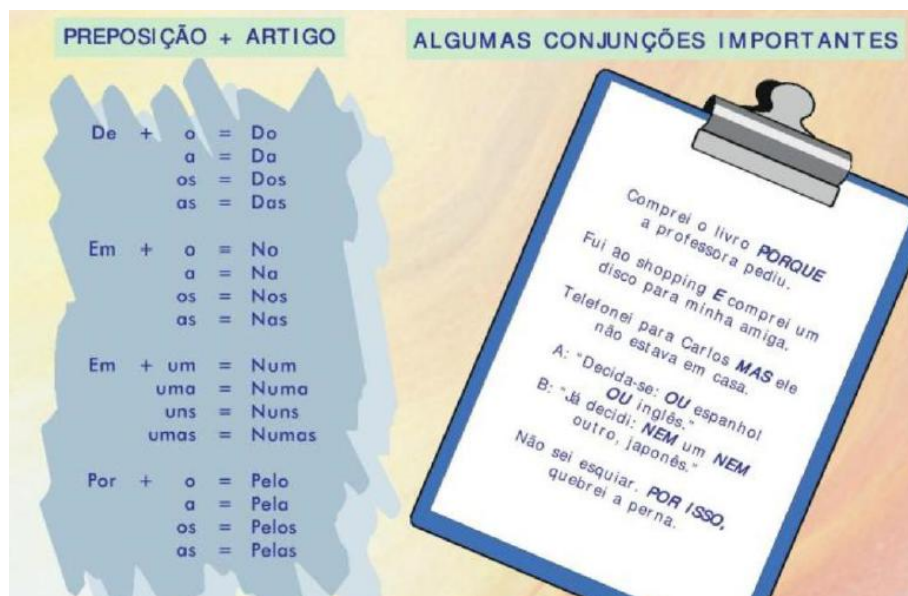 PREPOSIÇÃO + ARTIGO
De + o = Do
a = Da
os = Dos
as = Das
Em + o = No
a = Na
os = Nos
as = Nas
Em + um = Num
uma = Numa
uns = Nuns
umas = Numas
Por + o = Pelo
a = Pela
os = Pelos
as = Pelas
ALGUMAS CONJUNÇÕES IMPORTANTES
Comprei o livro PORQUE
a professora pediu.
Fui ao shopping E comprei um
disco para minha amiga.
Telefonei para Carlos MAS ele
não estava em casa.
A: "Decida-se: OU espanhol
OU inglês."
B: "Já decidi: NEM um NEM
outro, japonês."
Não sei esquiar. POR ISSO,
quebrei a perna.